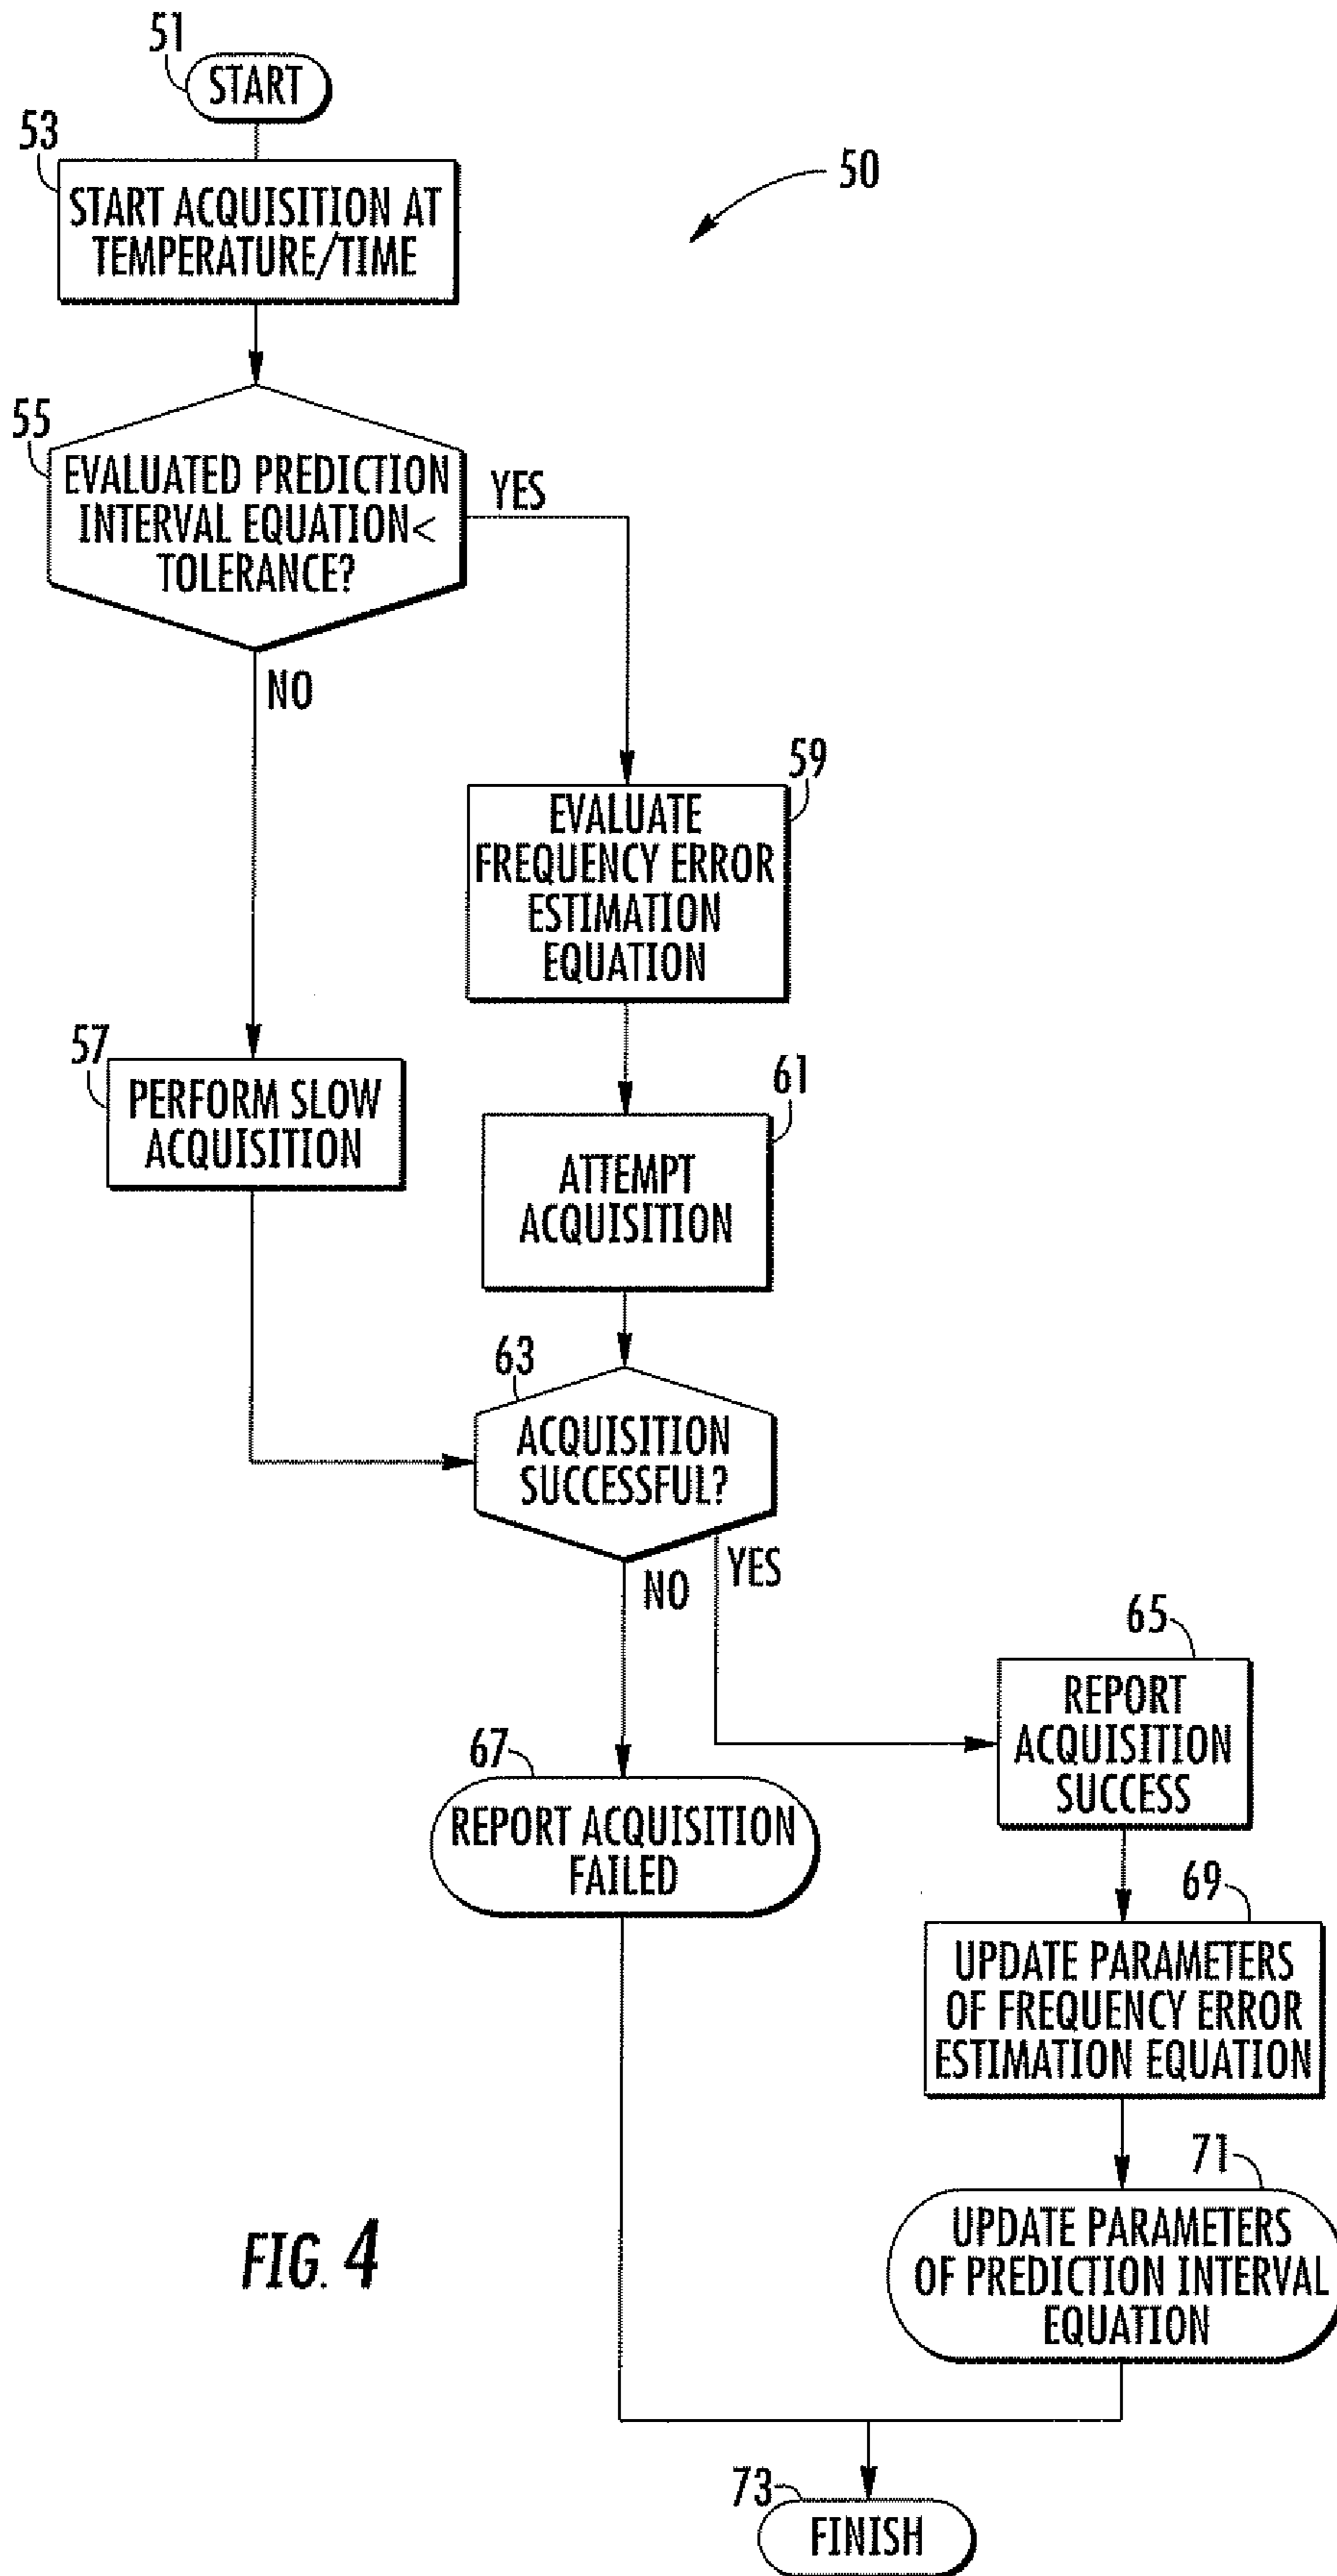 51
START
53
START ACQUISITION AT
TEMPERATURE/TIME
50
55
EVALUATED PREDICTION
INTERVAL EQUATION<
TOLERANCE?
YES
NO
59
EVALUATE
FREQUENCY ERROR
ESTIMATION
EQUATION
57
PERFORM SLOW
ACQUISITION
61
ATTEMPT
ACQUISITION
63
ACQUISITION
SUCCESSFUL?
YES
NO
65
REPORT
ACQUISITION
SUCCESS
67
REPORT ACQUISITION
FAILED
69
UPDATE PARAMETERS
OF FREQUENCY ERROR
ESTIMATION EQUATION
71
UPDATE PARAMETERS
OF PREDICTION INTERVAL
EQUATION
FIG. 4
73
FINISH